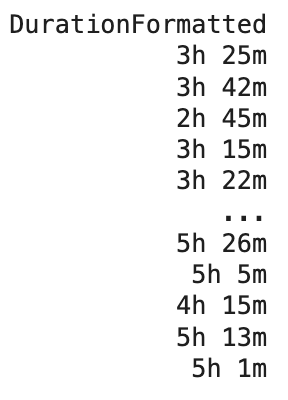 DurationFormatted
3h 25m
3h 42m
2h 45m
3h 15m
3h 22m
...
5h 26m
5h 5m
4h 15m
5h 13m
5h 1m